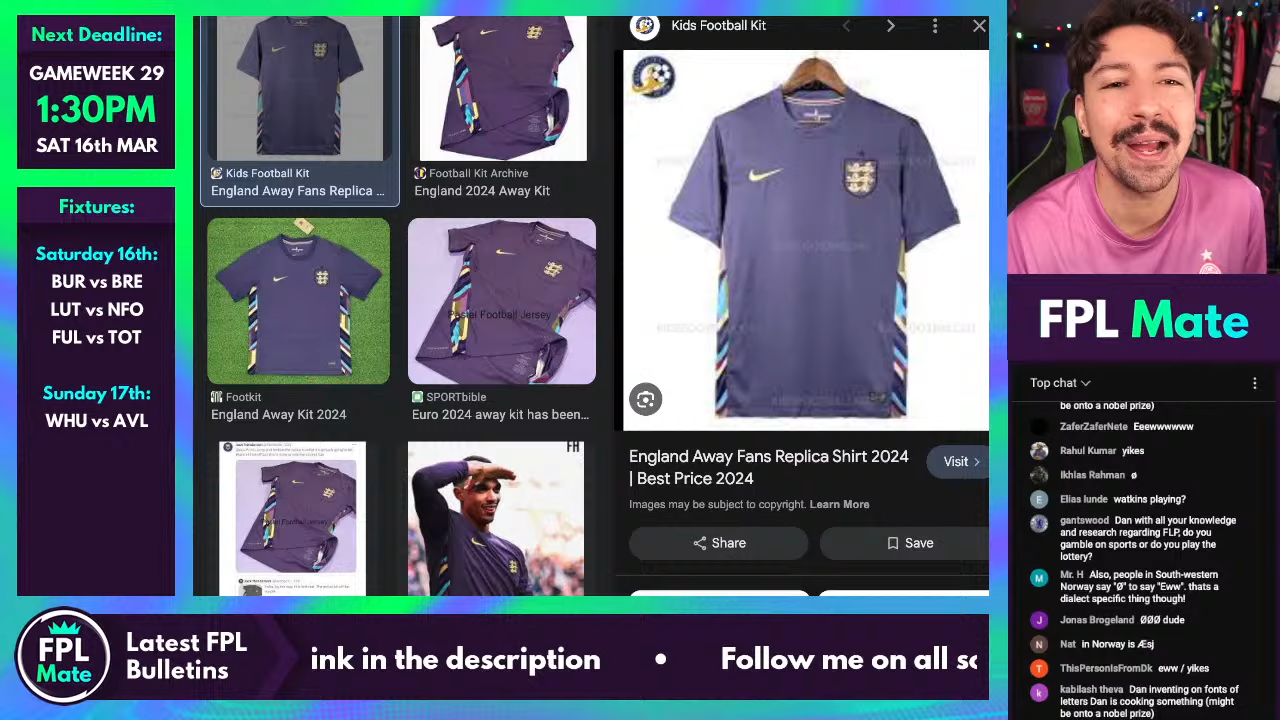 Next Deadline:
GAMEWEEK 29
1:30PM
SAT 16th MAR
Fixtures:
Saturday 16th:
BUR vs BRE
LUT vs NFO
FUL vs TOT
Sunday 17th:
WHU vs AVL
Kids Football Kit
England Away Fans Replica ...
Football Kit Archive
England 2024 Away Kit
Footkit
England Away Kit 2024
Pastel Football Jersey
SPORTbible
Euro 2024 away kit has been...
FH
Kids Football Kit
England Away Fans Replica Shirt 2024
| Best Price 2024
Visit
Images may be subject to copyright. Learn More
Share
Save
FPL Mate
Top chat
be onto a nobel prize)
ZaferZaferNete Eeewwwwww
Rahul Kumar yikes
Ikhlas Rahman ø
Elias lunde watkins playing?
gantswood Dan with all your knowledge
and research regarding FLP, do you
gamble on sports or do you play the
lottery?
Mr. H Also, people in South-western
Norway say "Ø" to say "Eww". thats a
dialect specific thing though!
Jonas Brogeland ØØØ dude
Nat in Norway is Æsj
ThisPersonIsFromDk eww / yikes
kabilash theva Dan inventing on fonts of
letters Dan is cooking something (might
be onto a nobel prize)
FPL
Mate
Latest FPL
Bulletins
ink in the description • Follow me on all so